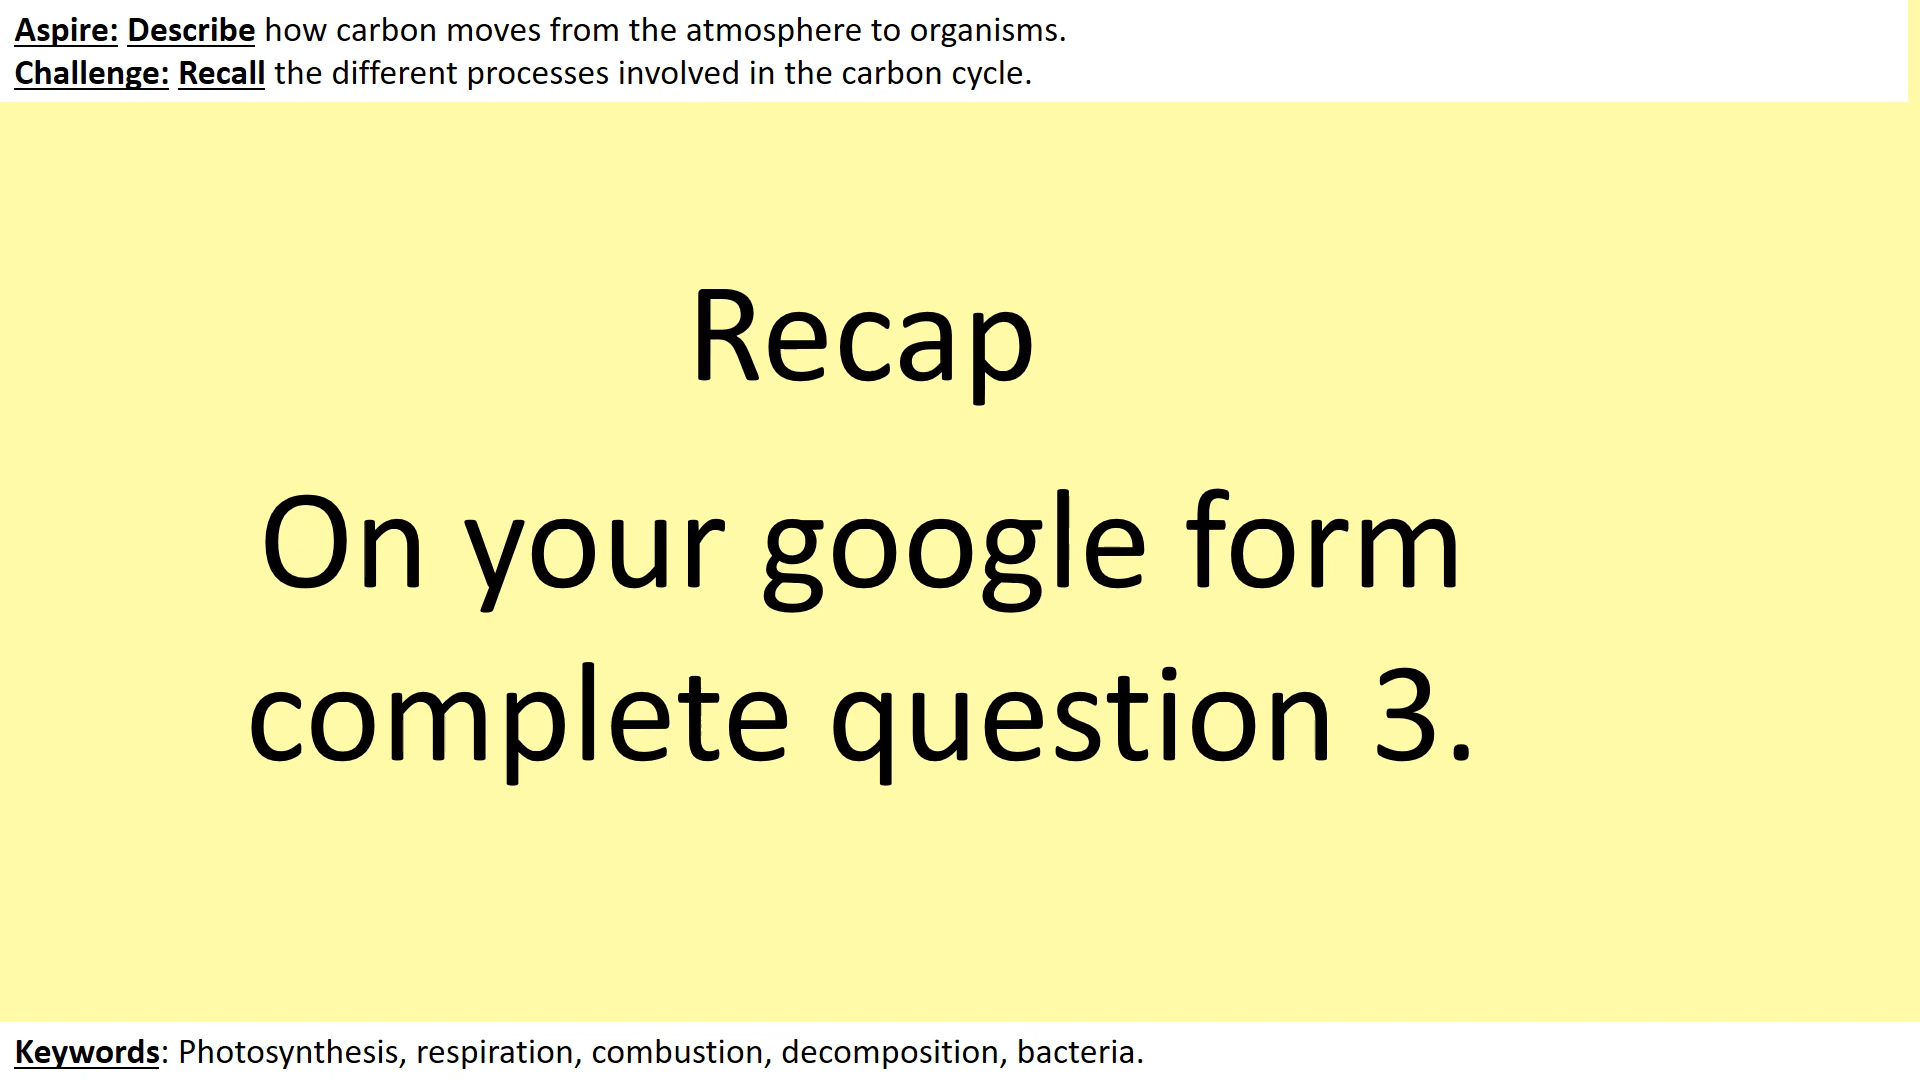 Aspire: Describe how carbon moves from the atmosphere to organisms.
Challenge: Recall the different processes involved in the carbon cycle.
Recap
On your google form
complete question 3.
Keywords: Photosynthesis, respiration, combustion, decomposition, bacteria.